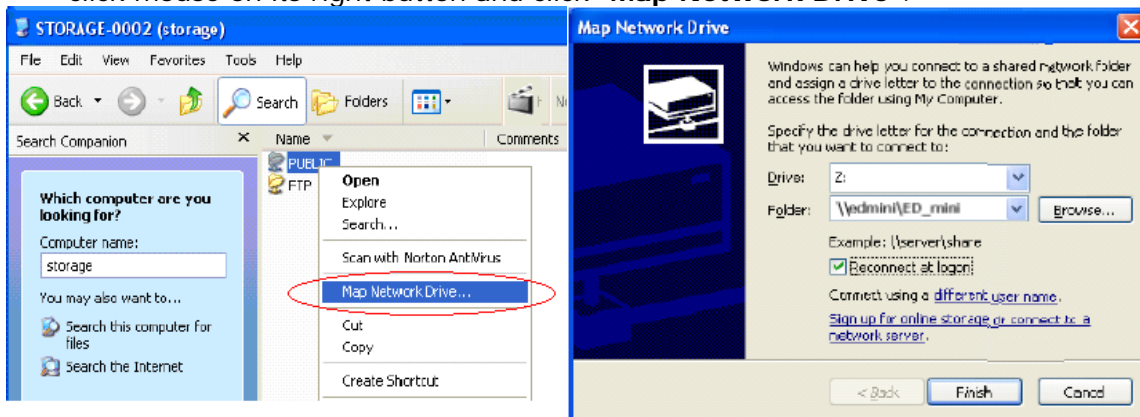 click mouse on its right button and click "Map Network Drive".
STORAGE-0002 (storage)
File Edit View Favorites Tools Help
Back Search Folders
Search Companion
Name Comments
PUBLIC
FTP
Which computer are you
looking for?
Computer name:
storage
You may also want to...
Search this computer for
files
Search the Internet
Open
Explore
Search...
Scan with Norton AntiVirus
Map Network Drive...
Cut
Copy
Create Shortcut
Map Network Drive
Windows can help you connect to a shared network folder
and assign a drive letter to the connection so that you can
access the folder using My Computer.
Specify the drive letter for the connection and the folder
that you want to connect to:
Drive: Z:
Folder: \\edmini\ED_mini Browse...
Example: \\server\share
Reconnect at logon
Connect using a different user name.
Sign up for online storage or connect to a
network server.
< Back Finish Cancel